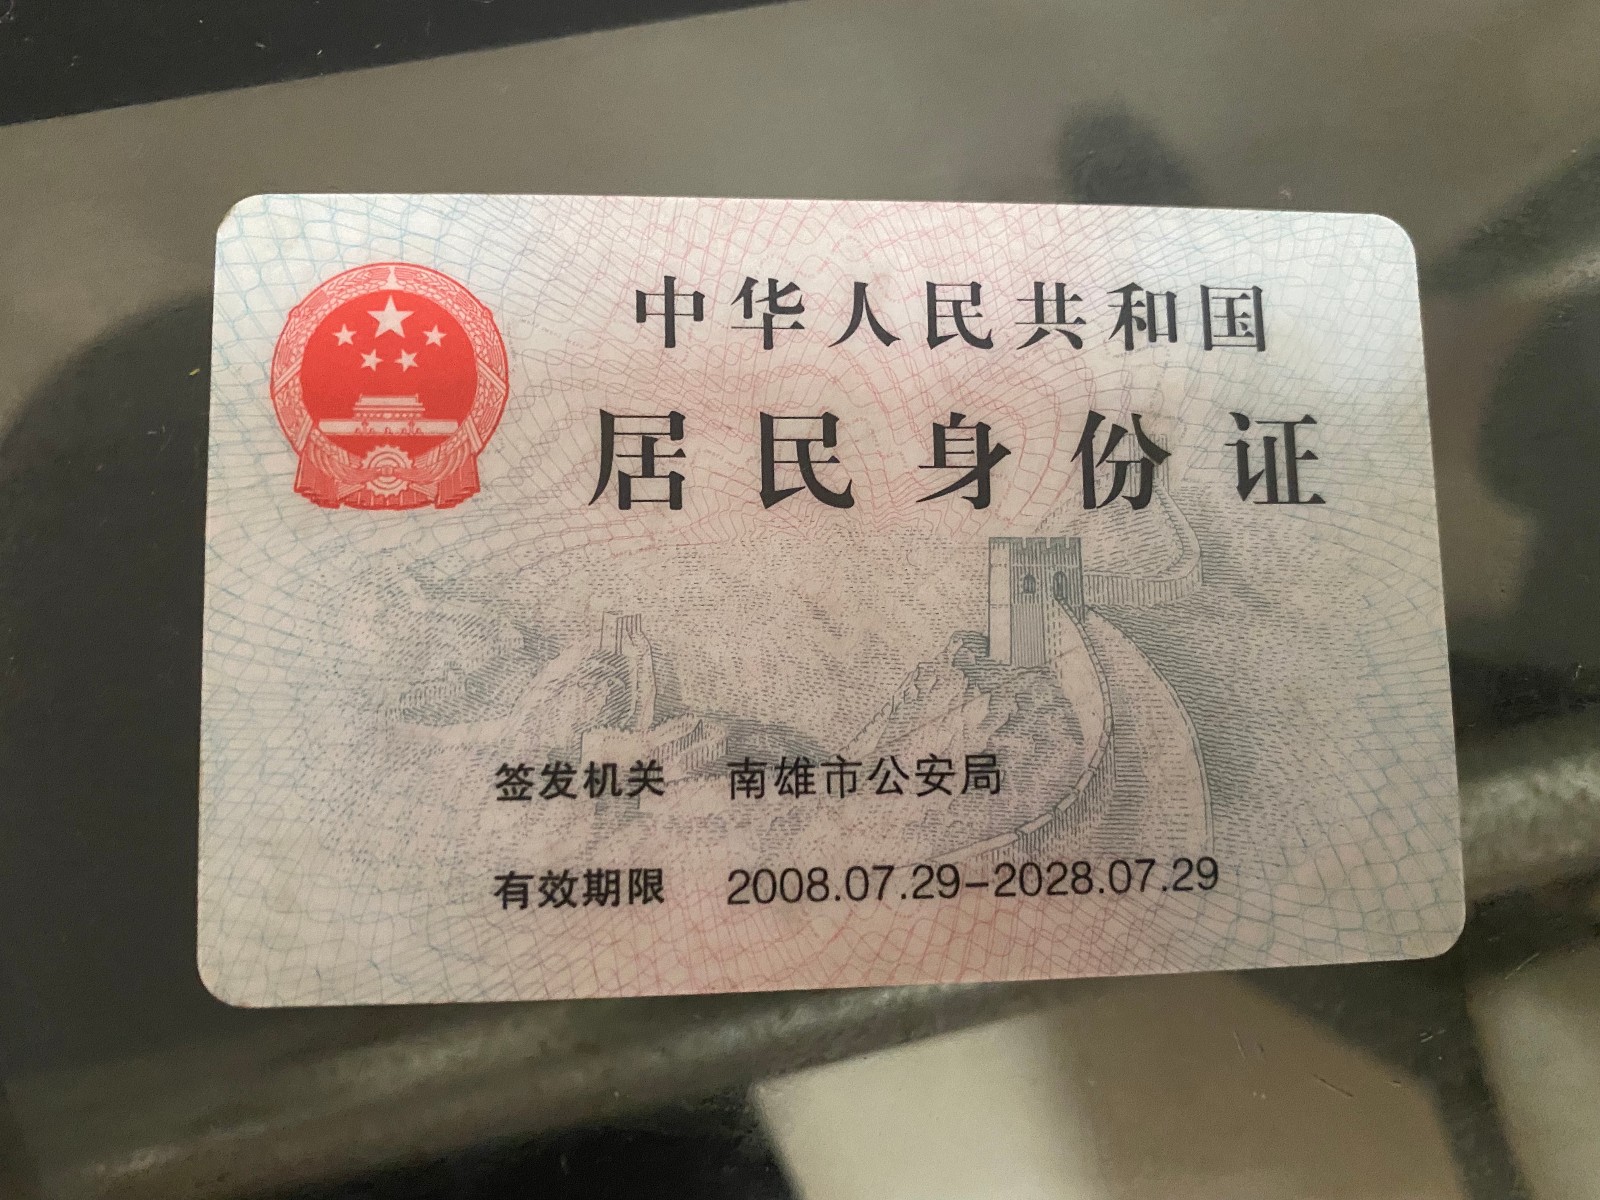 中华人民共和国
居民身份证
签发机关 南雄市公安局
有效期限 2008.07.29-2028.07.29